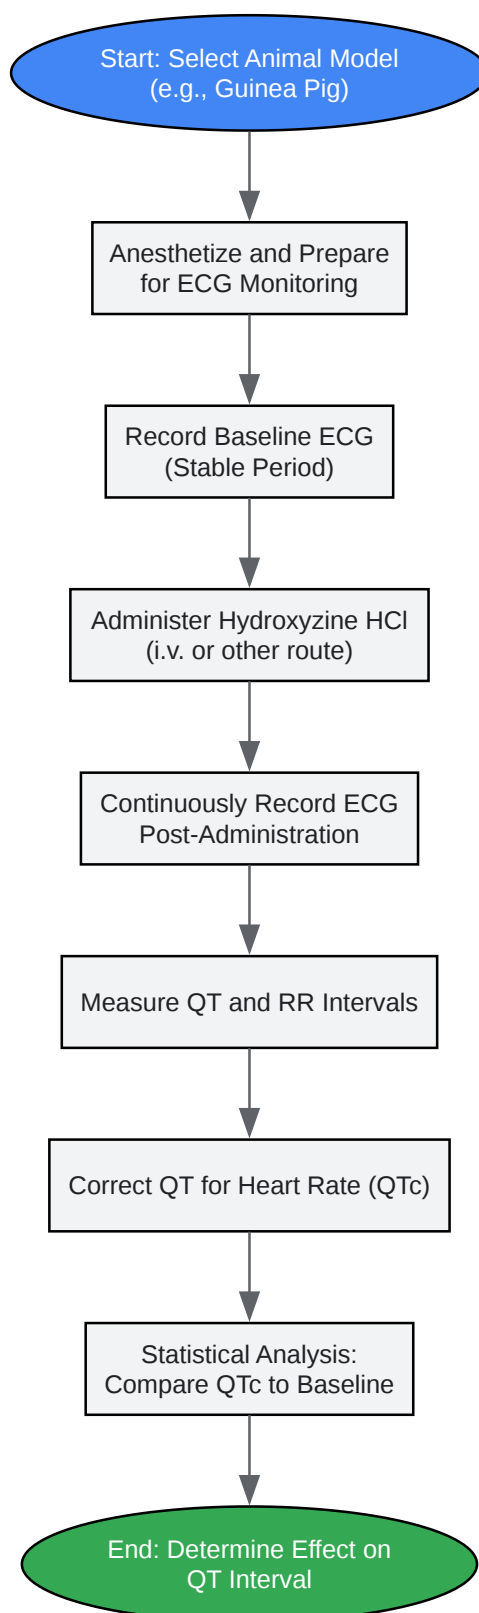 Start: Select Animal Model
(e.g., Guinea Pig)
Anesthetize and Prepare
for ECG Monitoring
Record Baseline ECG
(Stable Period)
Administer Hydroxyzine HCl
(i.v. or other route)
Continuously Record ECG
Post-Administration
Measure QT and RR Intervals
Correct QT for Heart Rate (QTc)
Statistical Analysis:
Compare QTc to Baseline
End: Determine Effect on
QT Interval